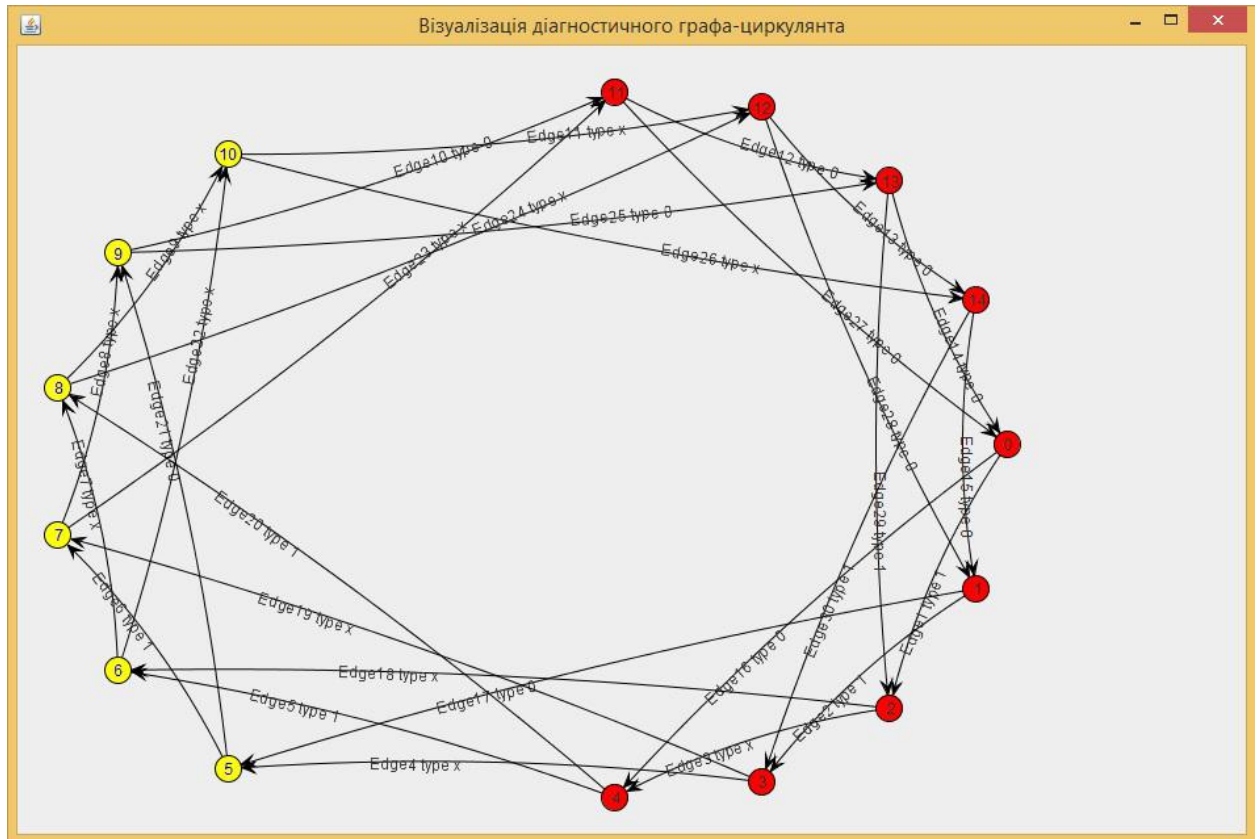 Візуалізація діагностичного графа-циркулянта
11
12
Edge11 type x
Edge12 type 0
10
Edge10 type 0
13
Edge24 type x
Edge25 type 0
Edge9 type x
Edge13 type 0
9
Edge23 type x
Edge26 type x
14
Edge27 type 0
Edge22 type x
Edge8 type x
Edge14 type 0
8
Edge28 type 0
Edge21 type 0
0
Edge7 type x
Edge15 type 0
Edge20 type 1
Edge29 type 1
7
1
Edge6 type 1
Edge19 type x
Edge30 type 1
Edge1 type 1
6
Edge18 type x
Edge16 type 0
Edge17 type 0
Edge5 type 1
Edge2 type 1
2
Edge3 type x
5
Edge4 type x
3
4